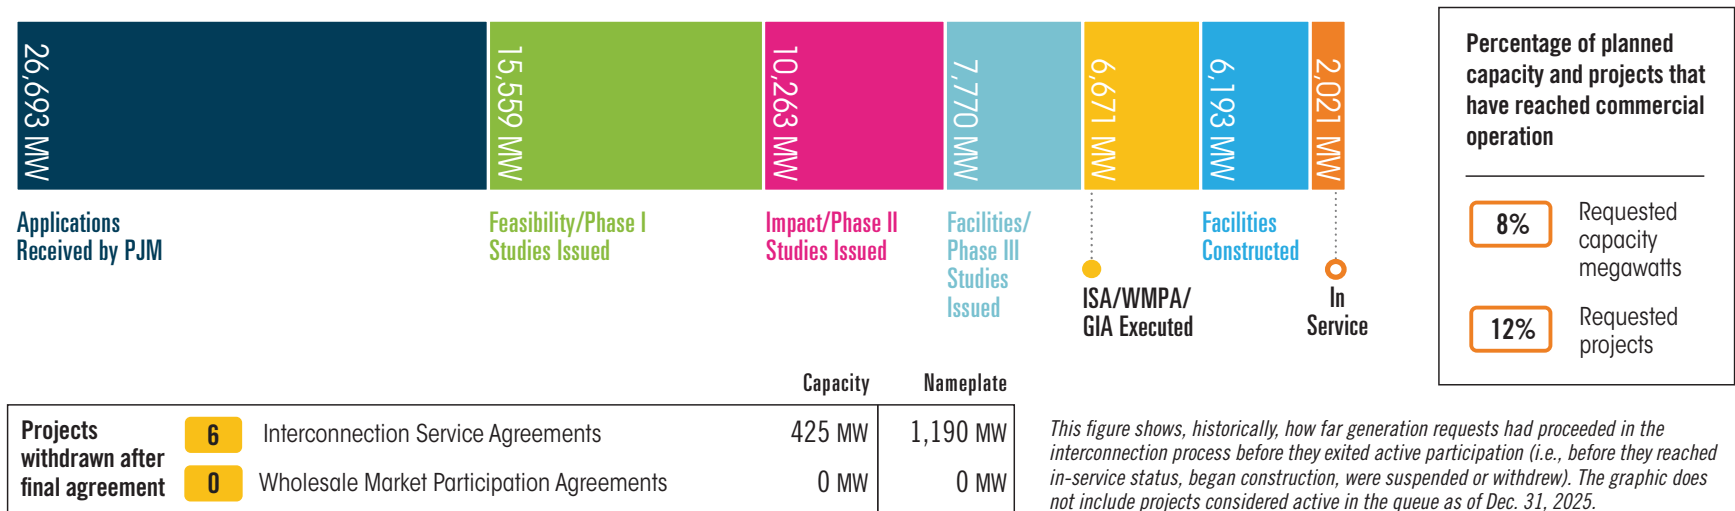 26,693 MW
15,559 MW
10,263 MW
7,770 MW
6,671 MW
6,193 MW
2,021 MW
Applications
Received by PJM
Feasibility/Phase I
Studies Issued
Impact/Phase II
Studies Issued
Facilities/
Phase III
Studies
Issued
ISA/WMPA/
GIA Executed
Facilities
Constructed
In
Service
Percentage of planned
capacity and projects that
have reached commercial
operation
8%
Requested
capacity
megawatts
12%
Requested
projects
Capacity Nameplate
Projects
withdrawn after
final agreement
6 Interconnection Service Agreements 425 MW 1,190 MW
0 Wholesale Market Participation Agreements 0 MW 0 MW
This figure shows, historically, how far generation requests had proceeded in the
interconnection process before they exited active participation (i.e., before they reached
in-service status, began construction, were suspended or withdrew). The graphic does
not include projects considered active in the queue as of Dec. 31, 2025.